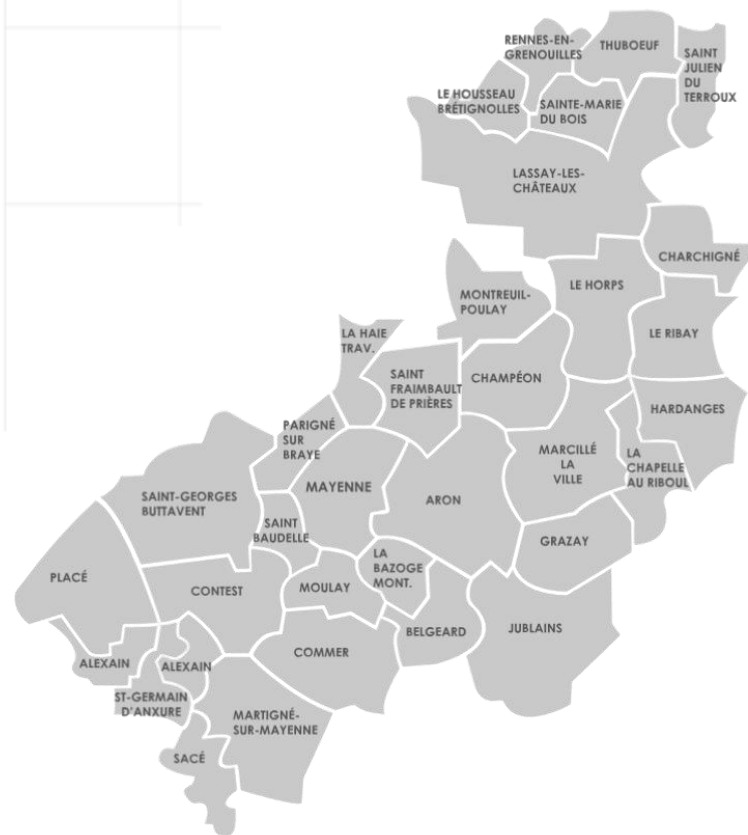 RENNES-EN-
GRENOUILLES
THUBOEUF
SAINT
JULIEN
DU
TERROUX
LE HOUSSEAU
BRÉTIGNOLLES
SAINTE-MARIE
DU BOIS
LASSAY-LES-
CHÂTEAUX
CHARCHIGNÉ
LE HORPS
MONTREUIL-
POULAY
LE RIBAY
LA HAIE
TRAV.
SAINT
FRAIMBAULT
DE PRIÈRES
CHAMPÉON
HARDANGES
PARIGNÉ
SUR
BRAYE
MARCILLÉ
LA
VILLE
LA
CHAPELLE
AU RIBOUL
SAINT-GEORGES
BUTTAVENT
MAYENNE
ARON
SAINT
BAUDELLE
GRAZAY
LA
BAZOGE
MONT.
PLACÉ
CONTEST
MOULAY
BELGEARD
JUBLAINS
COMMER
ALEXAIN
ALEXAIN
ST-GERMAIN
D'ANXURE
MARTIGNÉ-
SUR-MAYENNE
SACÉ